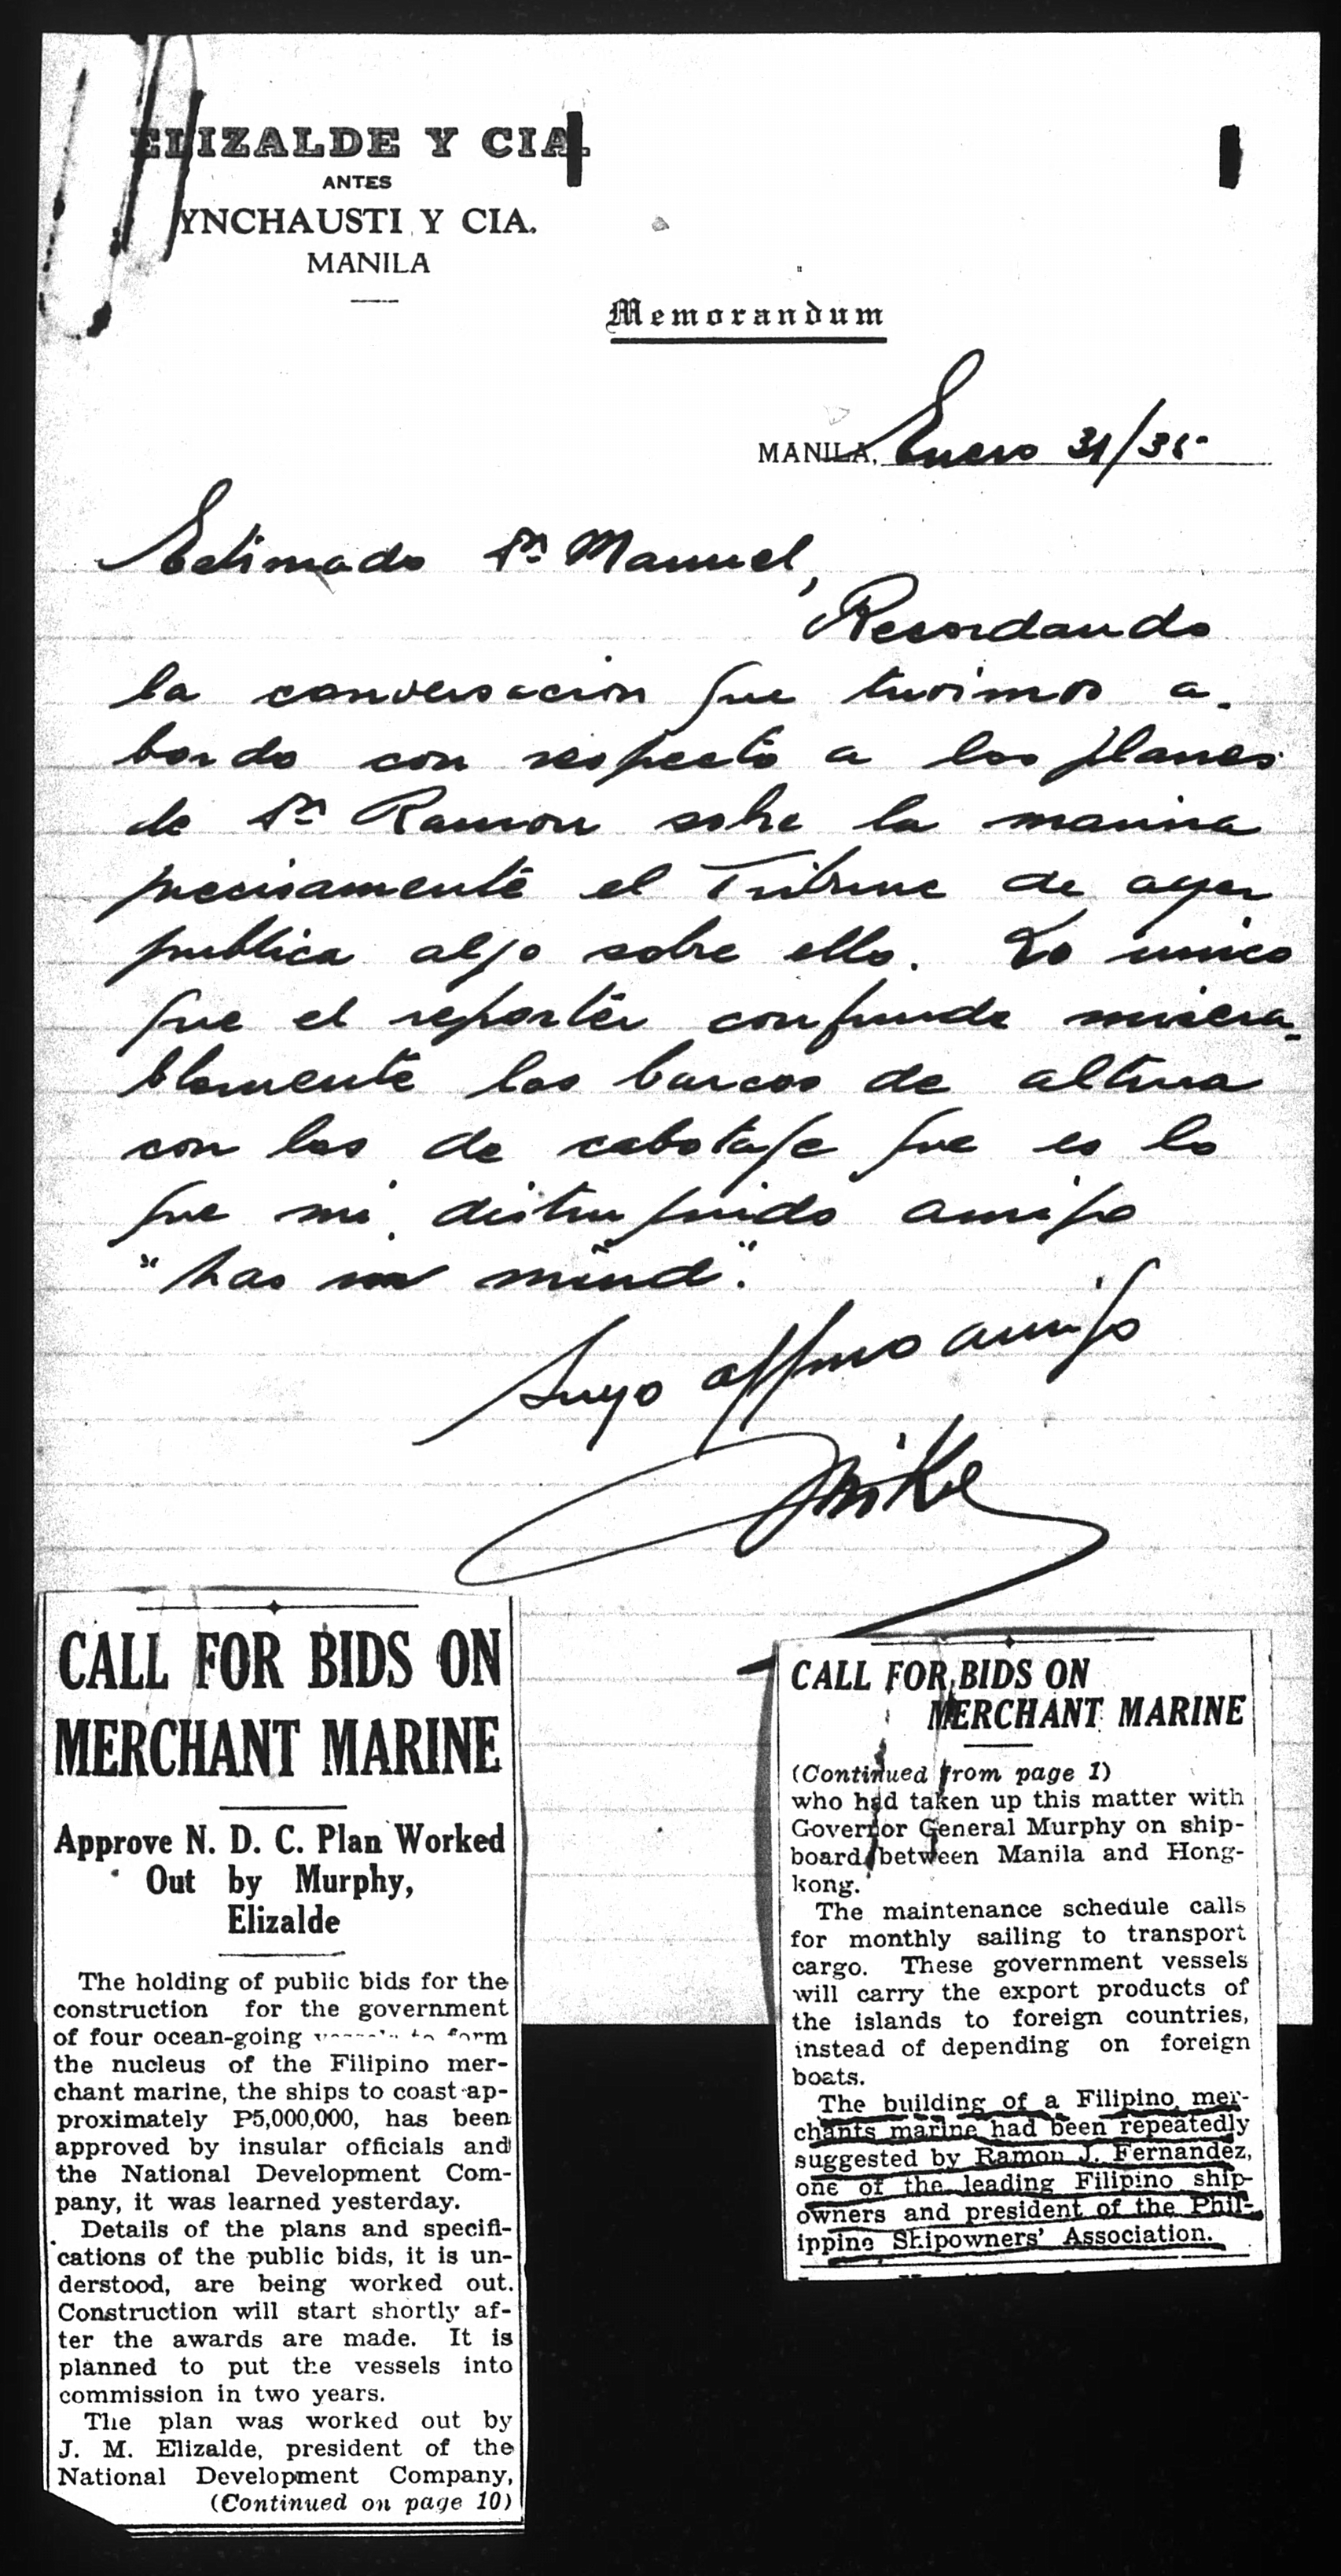 ELIZALDE Y CIA.
ANTES
YNCHAUSTI Y CIA.
MANILA
Memorandum
MANILA, Enero 31/35
Estimado Dn Manuel,
Recordando
la conversacion que tuvimos a-
bordo con respecto a los planes
de Dn Ramon sobre la marina
precisamente el Tribune de ayer
publica algo sobre ello. Lo unico
que el reporter confunde misera-
blemente los barcos de altura
con los de cabotaje que es lo
que mi distinguido amigo
"has in mind".
Suyo affmo amigo
Mike
CALL FOR BIDS ON
MERCHANT MARINE
Approve N. D. C. Plan Worked
Out by Murphy,
Elizalde
The holding of public bids for the
construction for the government
of four ocean-going vessels to form
the nucleus of the Filipino mer-
chant marine, the ships to coast ap-
proximately P5,000,000, has been
approved by insular officials and
the National Development Com-
pany, it was learned yesterday.
Details of the plans and specifi-
cations of the public bids, it is un-
derstood, are being worked out.
Construction will start shortly af-
ter the awards are made. It is
planned to put the vessels into
commission in two years.
The plan was worked out by
J. M. Elizalde, president of the
National Development Company,
(Continued on page 10)
CALL FOR BIDS ON
MERCHANT MARINE
(Continued from page 1)
who had taken up this matter with
Governor General Murphy on ship-
board between Manila and Hong-
kong.
The maintenance schedule calls
for monthly sailing to transport
cargo. These government vessels
will carry the export products of
the islands to foreign countries,
instead of depending on foreign
boats.
The building of a Filipino mer-
chants marine had been repeatedly
suggested by Ramon J. Fernandez,
one of the leading Filipino ship-
owners and president of the Phil-
ippine Shipowners' Association.